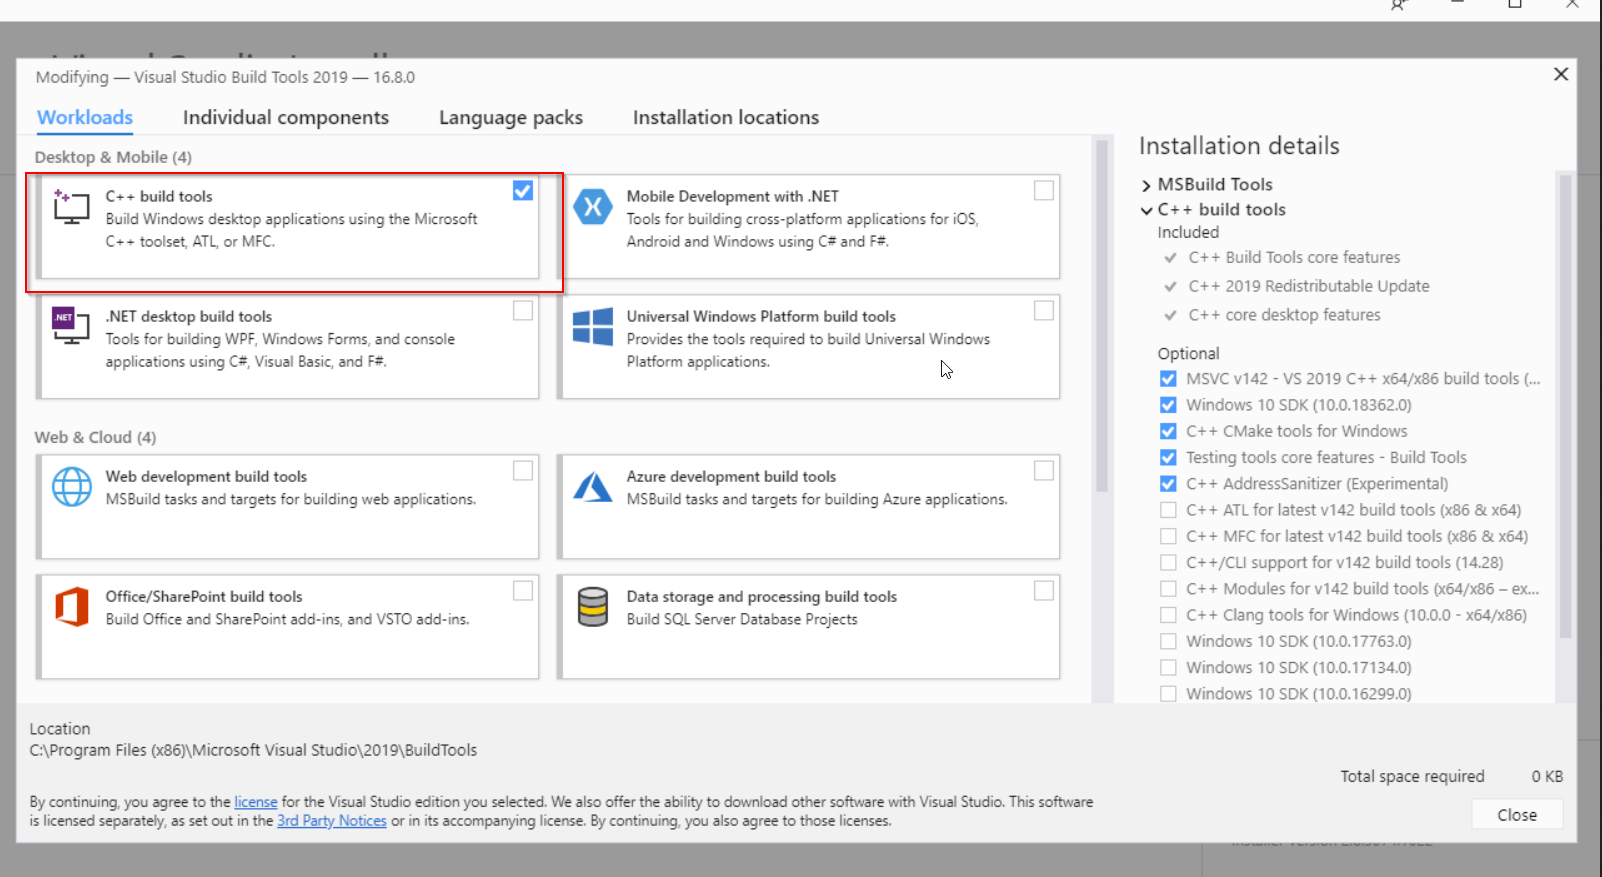 Modifying — Visual Studio Build Tools 2019 — 16.8.0
Workloads
Individual components
Language packs
Installation locations
Desktop & Mobile (4)
C++ build tools
Build Windows desktop applications using the Microsoft
C++ toolset, ATL, or MFC.
Mobile Development with .NET
Tools for building cross-platform applications for iOS,
Android and Windows using C# and F#.
.NET
.NET desktop build tools
Tools for building WPF, Windows Forms, and console
applications using C#, Visual Basic, and F#.
Universal Windows Platform build tools
Provides the tools required to build Universal Windows
Platform applications.
Web & Cloud (4)
Web development build tools
MSBuild tasks and targets for building web applications.
Azure development build tools
MSBuild tasks and targets for building Azure applications.
Office/SharePoint build tools
Build Office and SharePoint add-ins, and VSTO add-ins.
Data storage and processing build tools
Build SQL Server Database Projects
Installation details
MSBuild Tools
C++ build tools
Included
C++ Build Tools core features
C++ 2019 Redistributable Update
C++ core desktop features
Optional
MSVC v142 - VS 2019 C++ x64/x86 build tools (...
Windows 10 SDK (10.0.18362.0)
C++ CMake tools for Windows
Testing tools core features - Build Tools
C++ AddressSanitizer (Experimental)
C++ ATL for latest v142 build tools (x86 & x64)
C++ MFC for latest v142 build tools (x86 & x64)
C++/CLI support for v142 build tools (14.28)
C++ Modules for v142 build tools (x64/x86 – ex...
C++ Clang tools for Windows (10.0.0 - x64/x86)
Windows 10 SDK (10.0.17763.0)
Windows 10 SDK (10.0.17134.0)
Windows 10 SDK (10.0.16299.0)
Location
C:\Program Files (x86)\Microsoft Visual Studio\2019\BuildTools
Total space required 0 KB
By continuing, you agree to the license for the Visual Studio edition you selected. We also offer the ability to download other software with Visual Studio. This software
is licensed separately, as set out in the 3rd Party Notices or in its accompanying license. By continuing, you also agree to those licenses.
Close